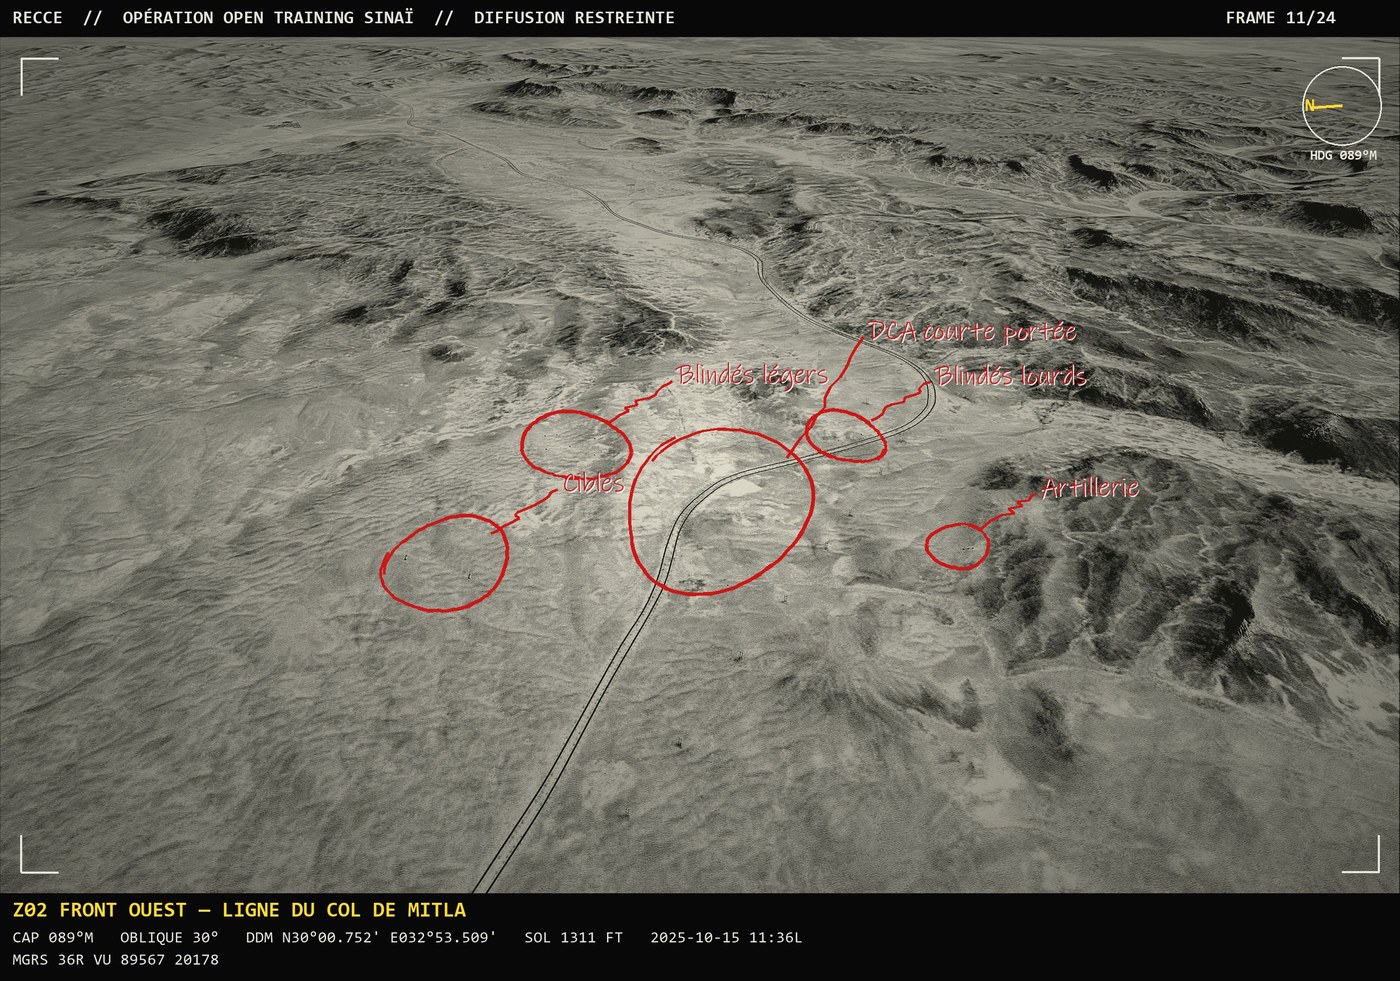 RECCE // OPÉRATION OPEN TRAINING SINAÏ // DIFFUSION RESTREINTE
FRAME 11/24
N
HDG 089°M
DCA courte portée
Blindés légers
Blindés lourds
Cibles
Artillerie
Z02 FRONT OUEST — LIGNE DU COL DE MITLA
CAP 089°M OBLIQUE 30° DDM N30°00.752' E032°53.509' SOL 1311 FT 2025-10-15 11:36L
MGRS 36R VU 89567 20178